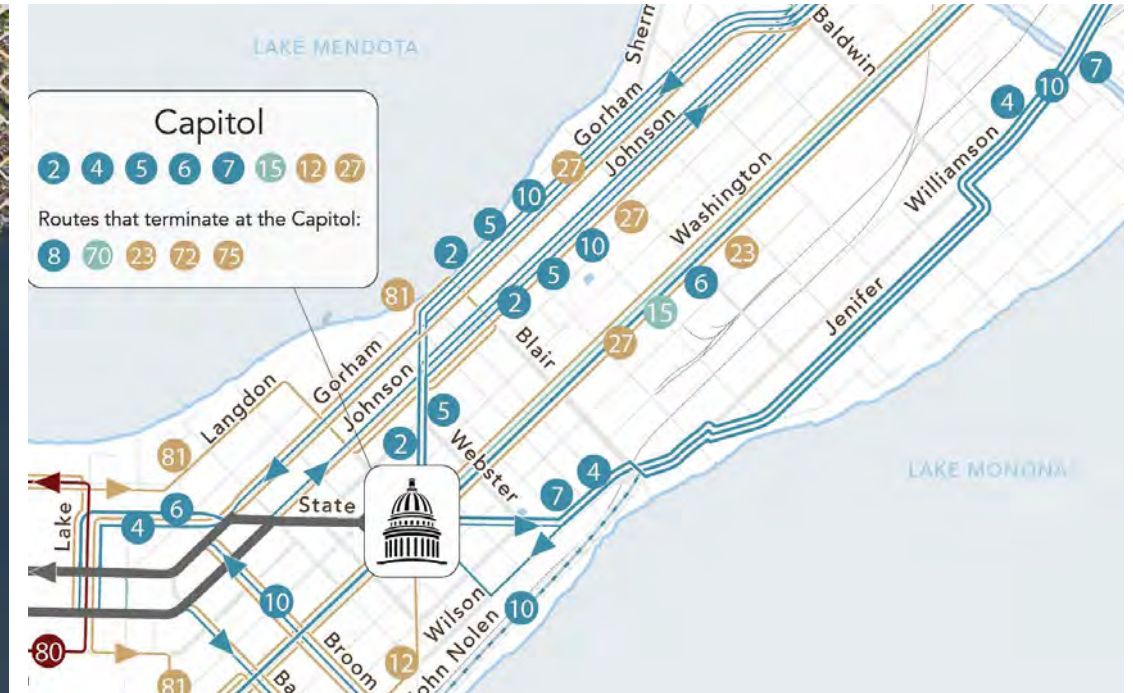 LAKE MENDOTA
Capitol
2 4 5 6 7 15 12 27
Routes that terminate at the Capitol:
8 70 23 72 75
Baldwin
Gorham
Johnson
27
10
5
2
81
27
10
5
2
Washington
23
6
15
27
Williamson
4 10 7
Jenifer
Blair
Gorham
Johnson
Langdon
81
5
2
Webster
4
7
LAKE MONONA
State
Lake
6
4
10
Broom
Wilson
10
John Nolen
12
80
81
81